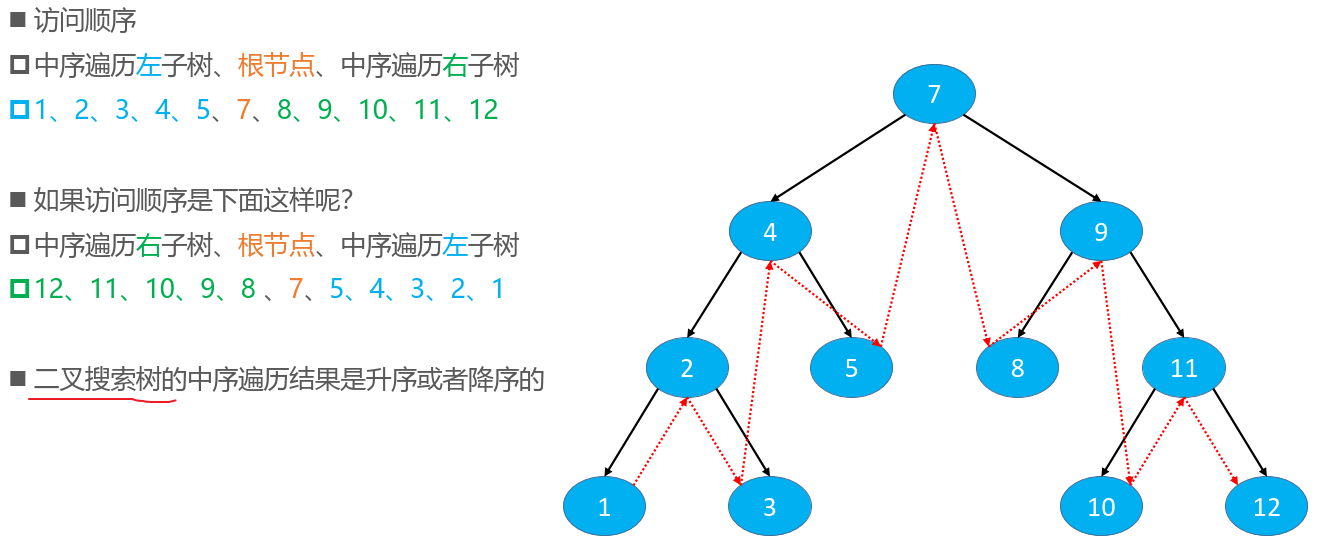 访问顺序
中序遍历左子树、根节点、中序遍历右子树
1、2、3、4、5、7、8、9、10、11、12
如果访问顺序是下面这样呢？
中序遍历右子树、根节点、中序遍历左子树
12、11、10、9、8 、7、5、4、3、2、1
二叉搜索树的中序遍历结果是升序或者降序的
7
4
9
2
5
8
11
1
3
10
12